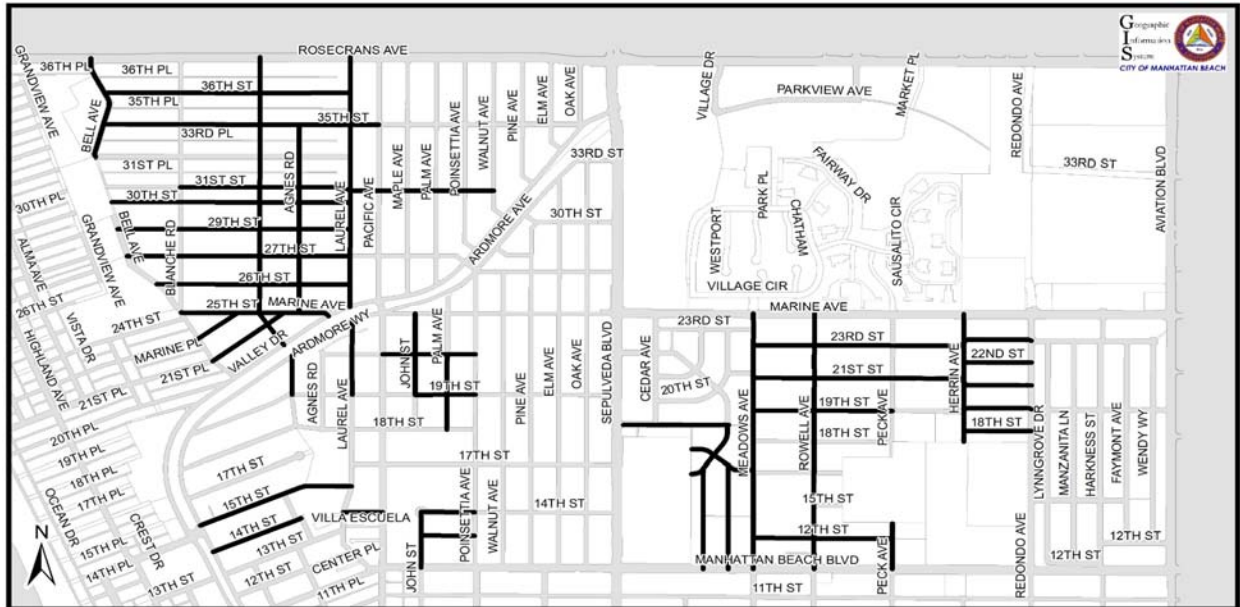 Geographic
Information
System
CITY OF MANHATTAN BEACH
ROSECRANS AVE
GRANDVIEW AVE
36TH PL
36TH PL
36TH ST
35TH PL
35TH ST
33RD PL
BELL AVE
31ST PL
31ST ST
30TH ST
30TH PL
29TH ST
27TH ST
26TH ST
25TH ST
MARINE AVE
AGNES RD
LAUREL AVE
PACIFIC AVE
MAPLE AVE
PALM AVE
POINSETTIA AVE
WALNUT AVE
PINE AVE
ELM AVE
OAK AVE
33RD ST
30TH ST
ARDMORE AVE
VILLAGE DR
PARKVIEW AVE
MARKET PL
REDONDO AVE
33RD ST
AVIATION BLVD
FAIRWAY DR
PARK PL
CHATHAM
WESTPORT
SAUSALITO CIR
VILLAGE CIR
MARINE AVE
ALMA AVE
GRANDVIEW AVE
BELL AVE
BLANCHE RD
26TH ST
VISTA DR
24TH ST
HIGHLAND AVE
MARINE PL
VALLEY DR
ARDMORE WY
21ST PL
21ST PL
20TH PL
19TH PL
18TH PL
17TH PL
OCEAN DR
CREST DR
15TH PL
14TH PL
13TH ST
AGNES RD
LAUREL AVE
JOHN ST
PALM AVE
19TH ST
18TH ST
17TH ST
PINE AVE
ELM AVE
OAK AVE
SEPULVEDA BLVD
CEDAR AVE
23RD ST
20TH ST
MEADOWS AVE
ROWELL AVE
23RD ST
21ST ST
19TH ST
18TH ST
PECK AVE
HERRIN AVE
22ND ST
18TH ST
LYNNGROVE DR
MANZANITA LN
HARKNESS ST
FAYMONT AVE
WENDY WY
17TH ST
15TH ST
14TH ST
13TH ST
12TH ST
VILLA ESCUELA
CENTER PL
11TH PL
JOHN ST
POINSETTIA AVE
WALNUT AVE
14TH ST
15TH ST
12TH ST
MANHATTAN BEACH BLVD
PECK AVE
11TH ST
REDONDO AVE
12TH ST
12TH ST
N